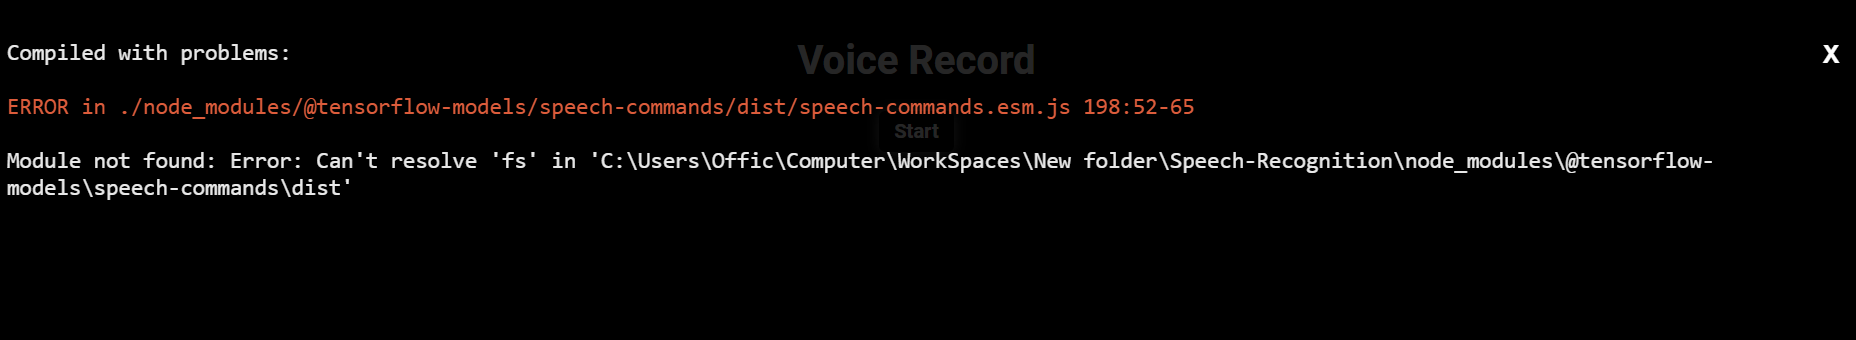 Voice Record
Compiled with problems:
X
ERROR in ./node_modules/@tensorflow-models/speech-commands/dist/speech-commands.esm.js 198:52-65
Start
Module not found: Error: Can't resolve 'fs' in 'C:\Users\Offic\Computer\WorkSpaces\New folder\Speech-Recognition\node_modules\@tensorflow-
models\speech-commands\dist'